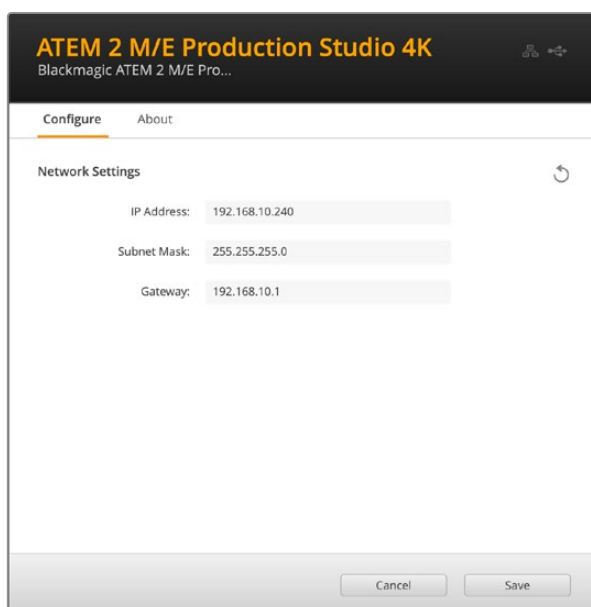 ATEM 2 M/E Production Studio 4K
Blackmagic ATEM 2 M/E Pro...
Configure About
Network Settings
IP Address: 192.168.10.240
Subnet Mask: 255.255.255.0
Gateway: 192.168.10.1
Cancel Save